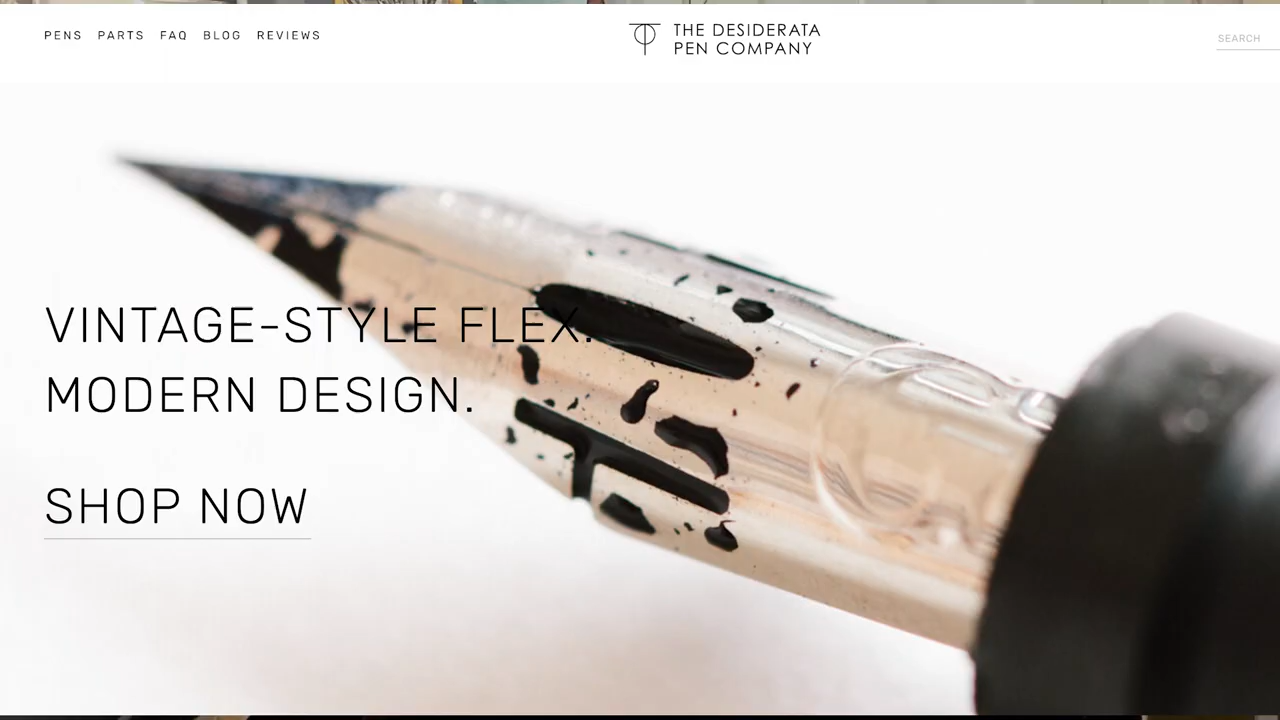 PENS PARTS FAQ BLOG REVIEWS
THE DESIDERATA
PEN COMPANY
SEARCH
VINTAGE-STYLE FLEX.
MODERN DESIGN.
SHOP NOW